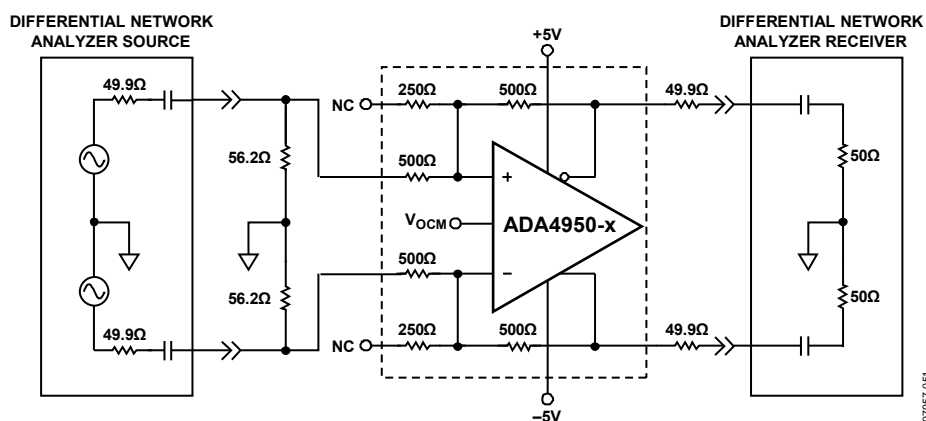 DIFFERENTIAL NETWORK
ANALYZER SOURCE
DIFFERENTIAL NETWORK
ANALYZER RECEIVER
+5V
49.9Ω
NC
250Ω
500Ω
49.9Ω
56.2Ω
500Ω
50Ω
+
VOCM
ADA4950-x
500Ω
−
56.2Ω
50Ω
49.9Ω
NC
250Ω
500Ω
49.9Ω
−5V
07957-051